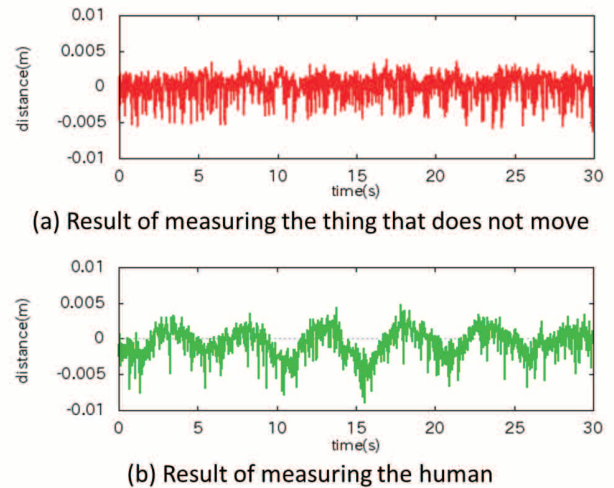 0.01
0.005
0
-0.005
-0.01
distance(m)
0 5 10 15 20 25 30
time(s)
(a) Result of measuring the thing that does not move
0.01
0.005
0
-0.005
-0.01
distance(m)
0 5 10 15 20 25 30
time(s)
(b) Result of measuring the human